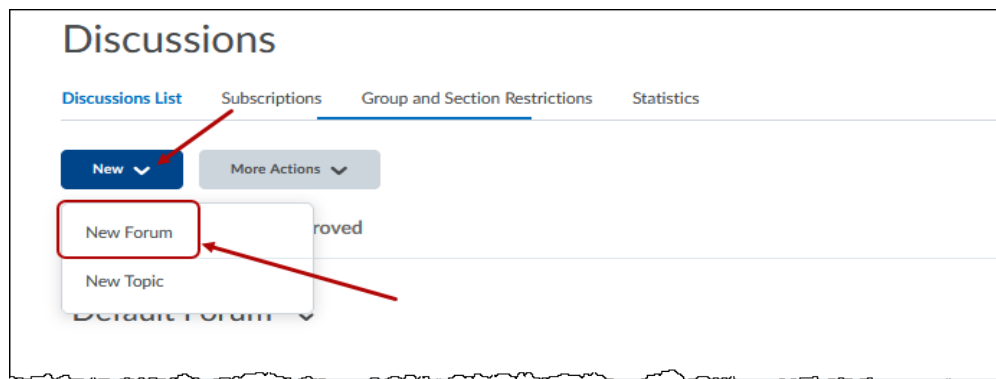 Discussions
Discussions List Subscriptions Group and Section Restrictions Statistics
New More Actions
New Forum
roved
New Topic
Default Forum